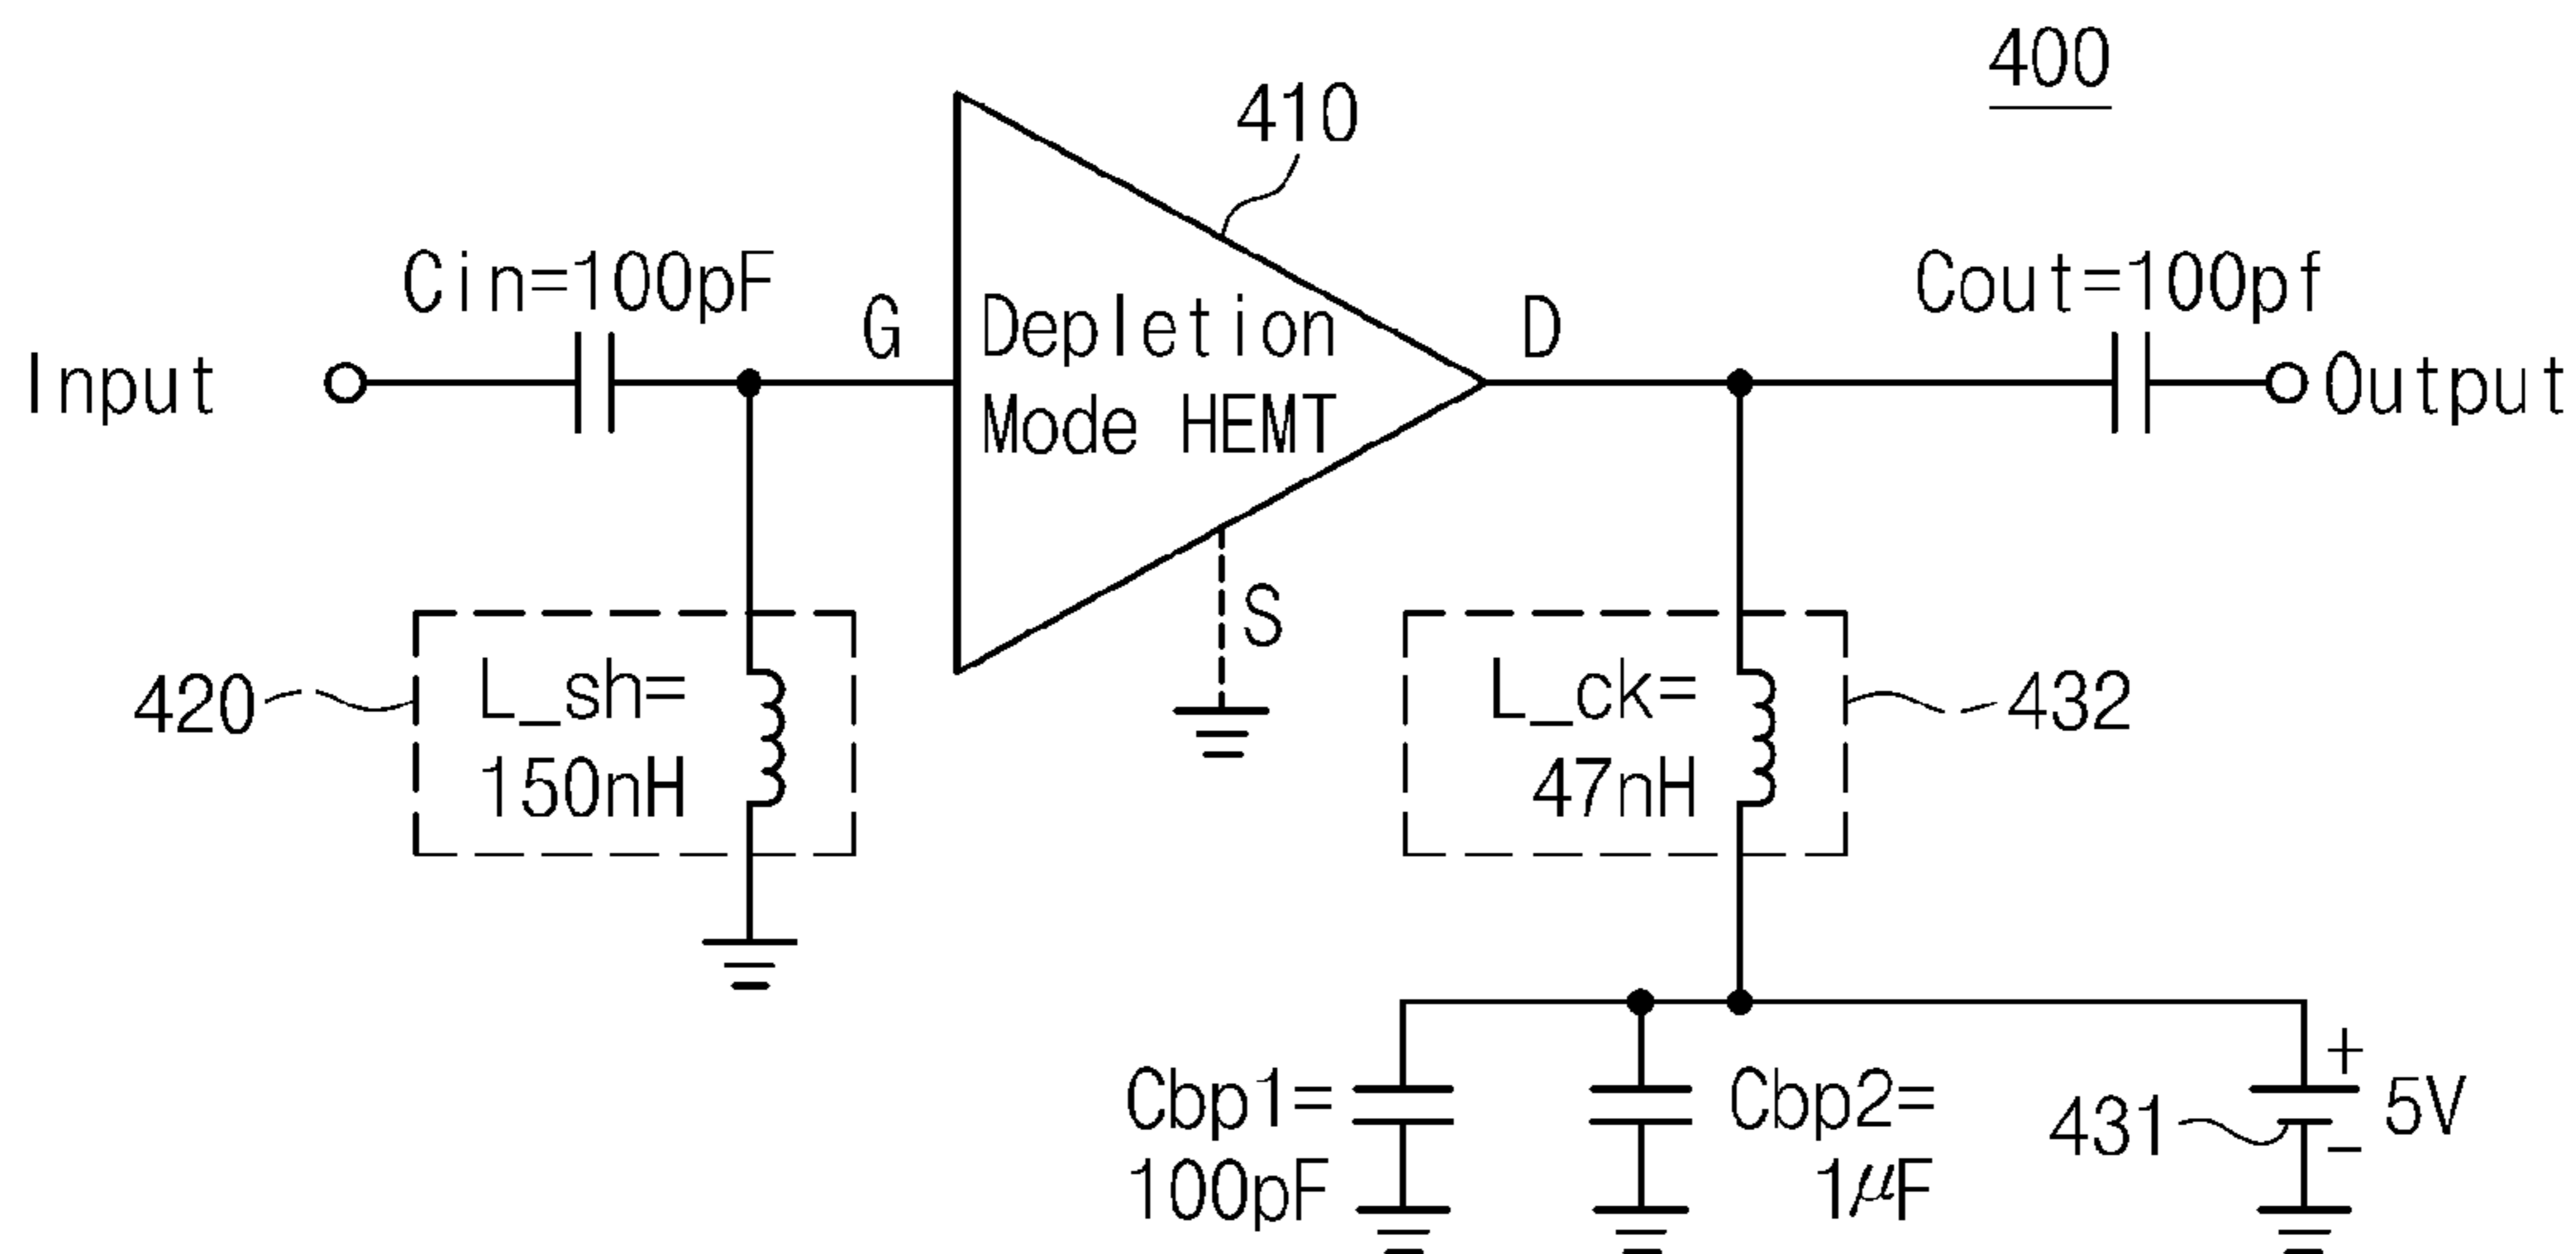 400
410
Cin=100pF
Cout=100pf
Input
G
Depletion
Mode HEMT
D
Output
S
420
L_sh=
150nH
L_ck=
47nH
432
Cbp1=
100pF
Cbp2=
1μF
431
+
5V
−